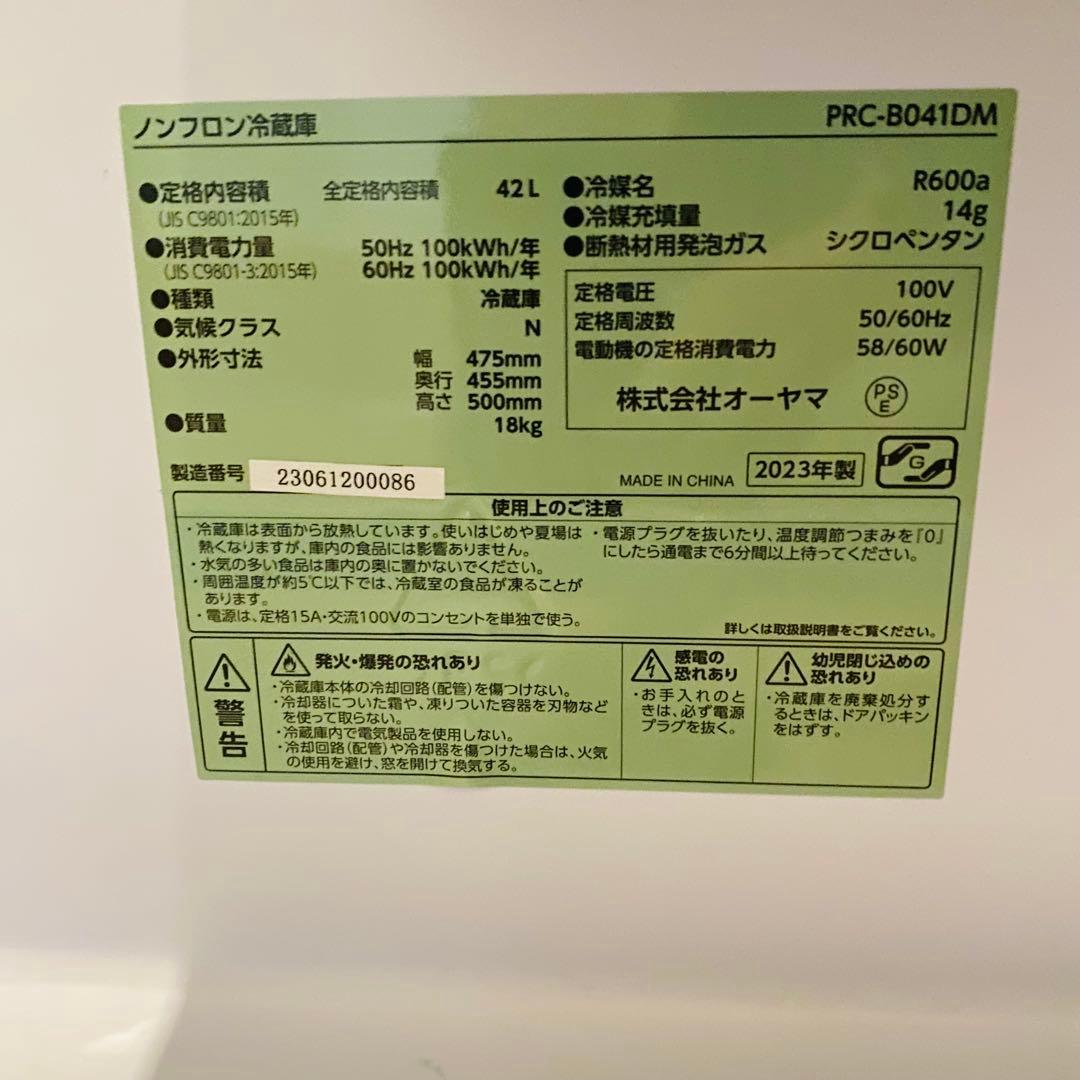 ノンフロン冷蔵庫 PRC-B041DM
●定格内容積 全定格内容積 42L
(JIS C9801:2015年)
●消費電力量 50Hz 100kWh/年
(JIS C9801-3:2015年) 60Hz 100kWh/年
●種類 冷蔵庫
●気候クラス N
●外形寸法 幅 475mm
奥行 455mm
高さ 500mm
●質量 18kg
●冷媒名 R600a
●冷媒充填量 14g
●断熱材用発泡ガス シクロペンタン
定格電圧 100V
定格周波数 50/60Hz
電動機の定格消費電力 58/60W
株式会社オーヤマ PS E
製造番号 23061200086
MADE IN CHINA 2023年製 G
使用上のご注意
・冷蔵庫は表面から放熱しています。使いはじめや夏場は
熱くなりますが、庫内の食品には影響ありません。
・水気の多い食品は庫内の奥に置かないでください。
・周囲温度が約5℃以下では、冷蔵室の食品が凍ることが
あります。
・電源は、定格15A・交流100Vのコンセントを単独で使う。
・電源プラグを抜いたり、温度調節つまみを『0』
にしたら通電まで6分間以上待ってください。
詳しくは取扱説明書をご覧ください。
警告
発火・爆発の恐れあり
・冷蔵庫本体の冷却回路(配管)を傷つけない。
・冷却器についた霜や、凍りついた容器を刃物など
を使って取らない。
・冷蔵庫内で電気製品を使用しない。
・冷却回路(配管)や冷却器を傷つけた場合は、火気
の使用を避け、窓を開けて換気する。
感電の
恐れあり
・お手入れのと
きは、必ず電源
プラグを抜く。
幼児閉じ込めの
恐れあり
・冷蔵庫を廃棄処分す
るときは、ドアパッキン
をはずす。